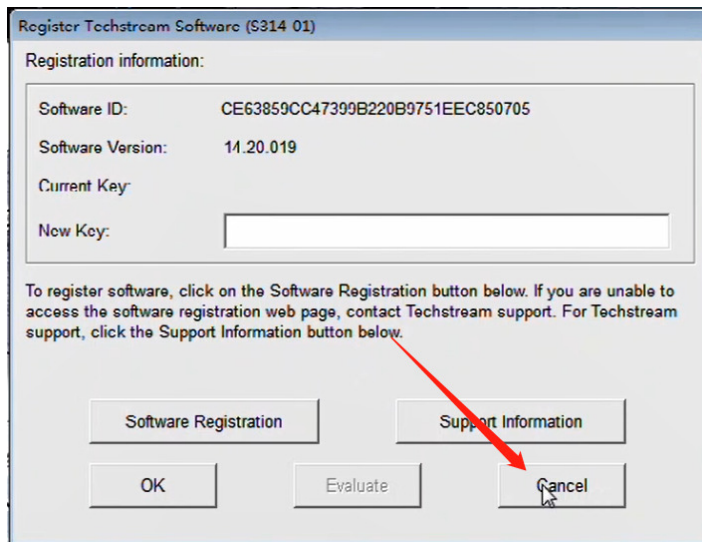 Register Techstream Software (S314-01)
Registration information:
Software ID: CE63859CC47399B220B9751EEC850705
Software Version: 14.20.019
Current Key:
New Key:
To register software, click on the Software Registration button below. If you are unable to
access the software registration web page, contact Techstream support. For Techstream
support, click the Support Information button below.
Software Registration Support Information
OK Evaluate Cancel